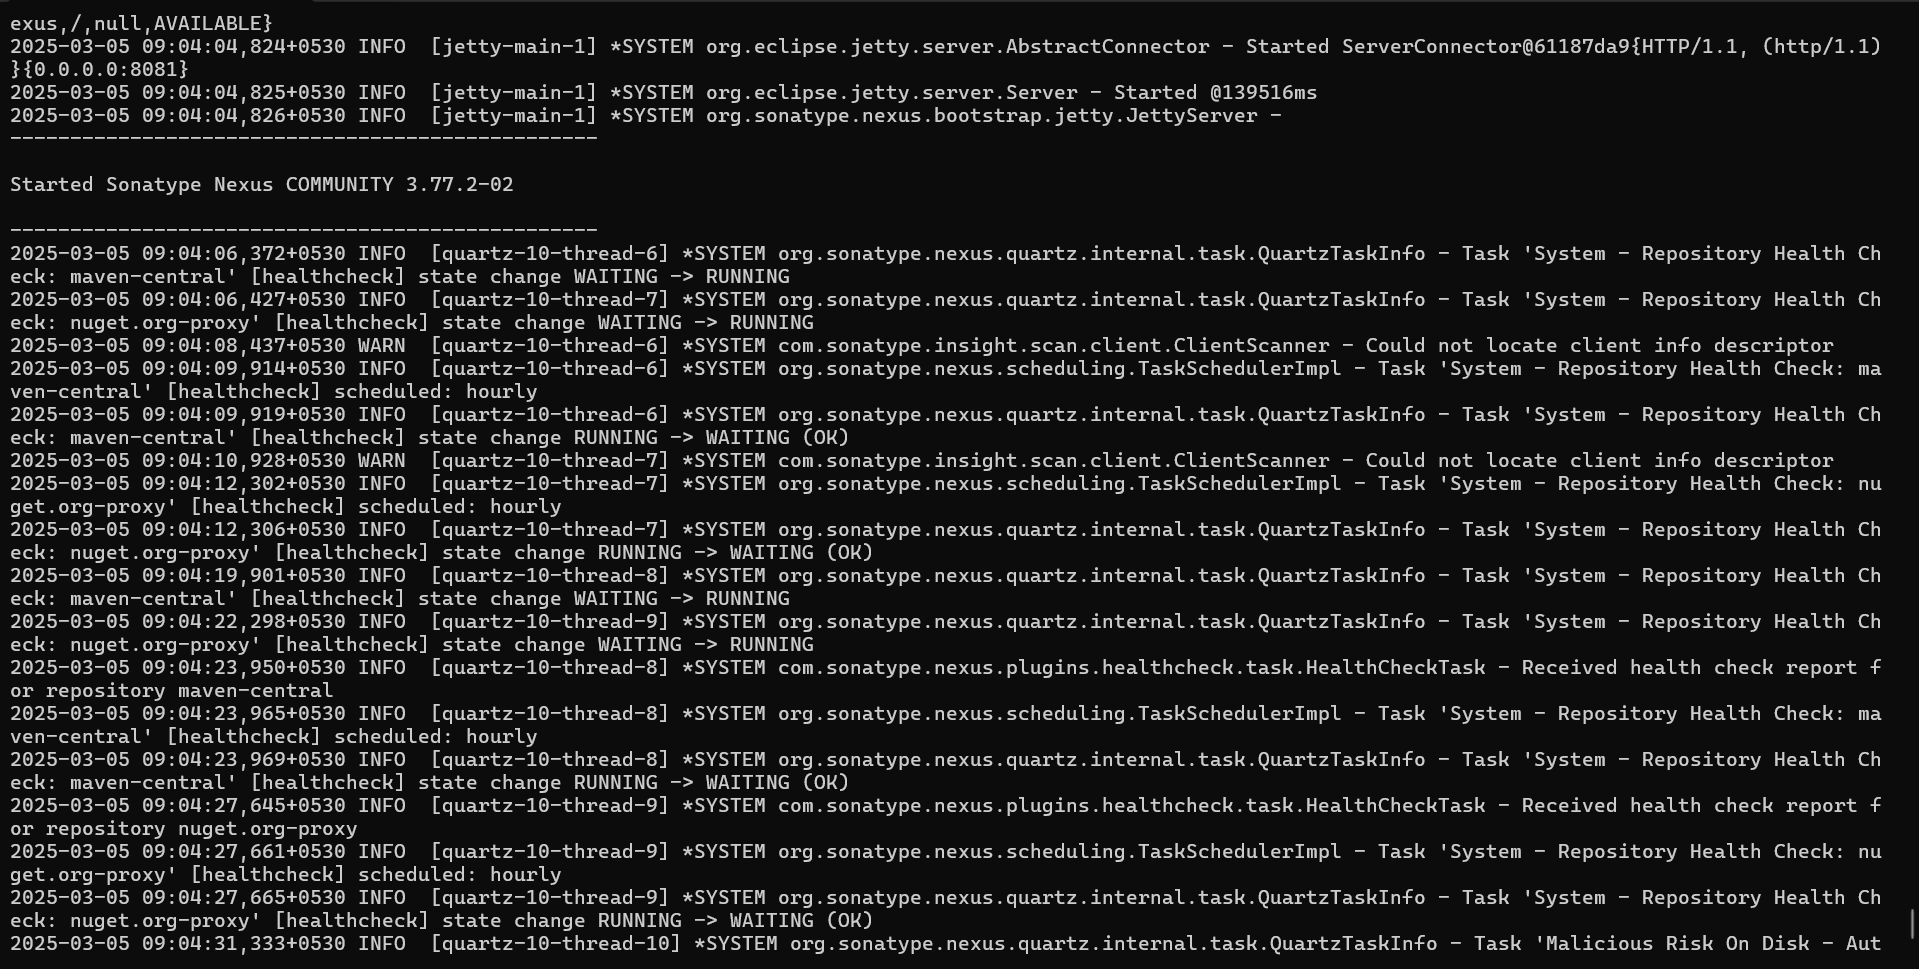 exus,/,null,AVAILABLE}
2025-03-05 09:04:04,824+0530 INFO  [jetty-main-1] *SYSTEM org.eclipse.jetty.server.AbstractConnector - Started ServerConnector@61187da9{HTTP/1.1, (http/1.1)
}{0.0.0.0:8081}
2025-03-05 09:04:04,825+0530 INFO  [jetty-main-1] *SYSTEM org.eclipse.jetty.server.Server - Started @139516ms
2025-03-05 09:04:04,826+0530 INFO  [jetty-main-1] *SYSTEM org.sonatype.nexus.bootstrap.jetty.JettyServer -
-------------------------------------------------
Started Sonatype Nexus COMMUNITY 3.77.2-02
-------------------------------------------------
2025-03-05 09:04:06,372+0530 INFO  [quartz-10-thread-6] *SYSTEM org.sonatype.nexus.quartz.internal.task.QuartzTaskInfo - Task 'System - Repository Health Ch
eck: maven-central' [healthcheck] state change WAITING -> RUNNING
2025-03-05 09:04:06,427+0530 INFO  [quartz-10-thread-7] *SYSTEM org.sonatype.nexus.quartz.internal.task.QuartzTaskInfo - Task 'System - Repository Health Ch
eck: nuget.org-proxy' [healthcheck] state change WAITING -> RUNNING
2025-03-05 09:04:08,437+0530 WARN  [quartz-10-thread-6] *SYSTEM com.sonatype.insight.scan.client.ClientScanner - Could not locate client info descriptor
2025-03-05 09:04:09,914+0530 INFO  [quartz-10-thread-6] *SYSTEM org.sonatype.nexus.scheduling.TaskSchedulerImpl - Task 'System - Repository Health Check: ma
ven-central' [healthcheck] scheduled: hourly
2025-03-05 09:04:09,919+0530 INFO  [quartz-10-thread-6] *SYSTEM org.sonatype.nexus.quartz.internal.task.QuartzTaskInfo - Task 'System - Repository Health Ch
eck: maven-central' [healthcheck] state change RUNNING -> WAITING (OK)
2025-03-05 09:04:10,928+0530 WARN  [quartz-10-thread-7] *SYSTEM com.sonatype.insight.scan.client.ClientScanner - Could not locate client info descriptor
2025-03-05 09:04:12,302+0530 INFO  [quartz-10-thread-7] *SYSTEM org.sonatype.nexus.scheduling.TaskSchedulerImpl - Task 'System - Repository Health Check: nu
get.org-proxy' [healthcheck] scheduled: hourly
2025-03-05 09:04:12,306+0530 INFO  [quartz-10-thread-7] *SYSTEM org.sonatype.nexus.quartz.internal.task.QuartzTaskInfo - Task 'System - Repository Health Ch
eck: nuget.org-proxy' [healthcheck] state change RUNNING -> WAITING (OK)
2025-03-05 09:04:19,901+0530 INFO  [quartz-10-thread-8] *SYSTEM org.sonatype.nexus.quartz.internal.task.QuartzTaskInfo - Task 'System - Repository Health Ch
eck: maven-central' [healthcheck] state change WAITING -> RUNNING
2025-03-05 09:04:22,298+0530 INFO  [quartz-10-thread-9] *SYSTEM org.sonatype.nexus.quartz.internal.task.QuartzTaskInfo - Task 'System - Repository Health Ch
eck: nuget.org-proxy' [healthcheck] state change WAITING -> RUNNING
2025-03-05 09:04:23,950+0530 INFO  [quartz-10-thread-8] *SYSTEM com.sonatype.nexus.plugins.healthcheck.task.HealthCheckTask - Received health check report f
or repository maven-central
2025-03-05 09:04:23,965+0530 INFO  [quartz-10-thread-8] *SYSTEM org.sonatype.nexus.scheduling.TaskSchedulerImpl - Task 'System - Repository Health Check: ma
ven-central' [healthcheck] scheduled: hourly
2025-03-05 09:04:23,969+0530 INFO  [quartz-10-thread-8] *SYSTEM org.sonatype.nexus.quartz.internal.task.QuartzTaskInfo - Task 'System - Repository Health Ch
eck: maven-central' [healthcheck] state change RUNNING -> WAITING (OK)
2025-03-05 09:04:27,645+0530 INFO  [quartz-10-thread-9] *SYSTEM com.sonatype.nexus.plugins.healthcheck.task.HealthCheckTask - Received health check report f
or repository nuget.org-proxy
2025-03-05 09:04:27,661+0530 INFO  [quartz-10-thread-9] *SYSTEM org.sonatype.nexus.scheduling.TaskSchedulerImpl - Task 'System - Repository Health Check: nu
get.org-proxy' [healthcheck] scheduled: hourly
2025-03-05 09:04:27,665+0530 INFO  [quartz-10-thread-9] *SYSTEM org.sonatype.nexus.quartz.internal.task.QuartzTaskInfo - Task 'System - Repository Health Ch
eck: nuget.org-proxy' [healthcheck] state change RUNNING -> WAITING (OK)
2025-03-05 09:04:31,333+0530 INFO  [quartz-10-thread-10] *SYSTEM org.sonatype.nexus.quartz.internal.task.QuartzTaskInfo - Task 'Malicious Risk On Disk - Aut